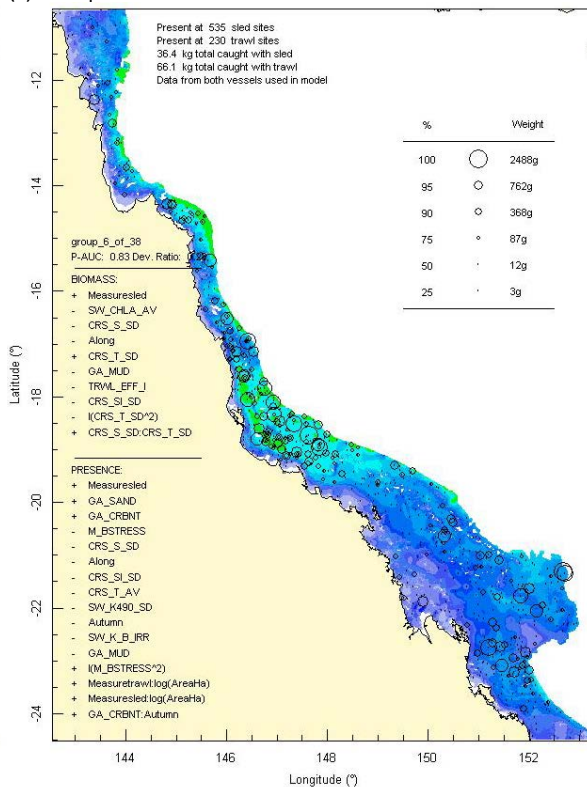 Present at 535 sled sites
Present at 230 trawl sites
36.4 kg total caught with sled
66.1 kg total caught with trawl
Data from both vessels used in model
% Weight
100 2488g
95 762g
90 368g
75 87g
50 12g
25 3g
group_6_of_38
P-AUC: 0.83 Dev. Ratio:
BIOMASS:
+ Measuresled
- SW_CHLA_AV
- CRS_S_SD
- Along
+ CRS_T_SD
- GA_MUD
- TRWL_EFF_I
- CRS_SI_SD
- I(CRS_T_SD^2)
+ CRS_S_SD:CRS_T_SD
PRESENCE:
+ Measuresled
+ GA_SAND
+ GA_CRBNT
- M_BSTRESS
- CRS_S_SD
- Along
- CRS_SI_SD
- CRS_T_AV
- SW_K490_SD
- Autumn
- SW_K_B_IRR
- GA_MUD
+ I(M_BSTRESS^2)
+ Measuretrawl:log(AreaHa)
+ Measuresled:log(AreaHa)
+ GA_CRBNT:Autumn
-12
-14
-16
-18
-20
-22
-24
Latitude (°)
144 146 148 150 152
Longitude (°)